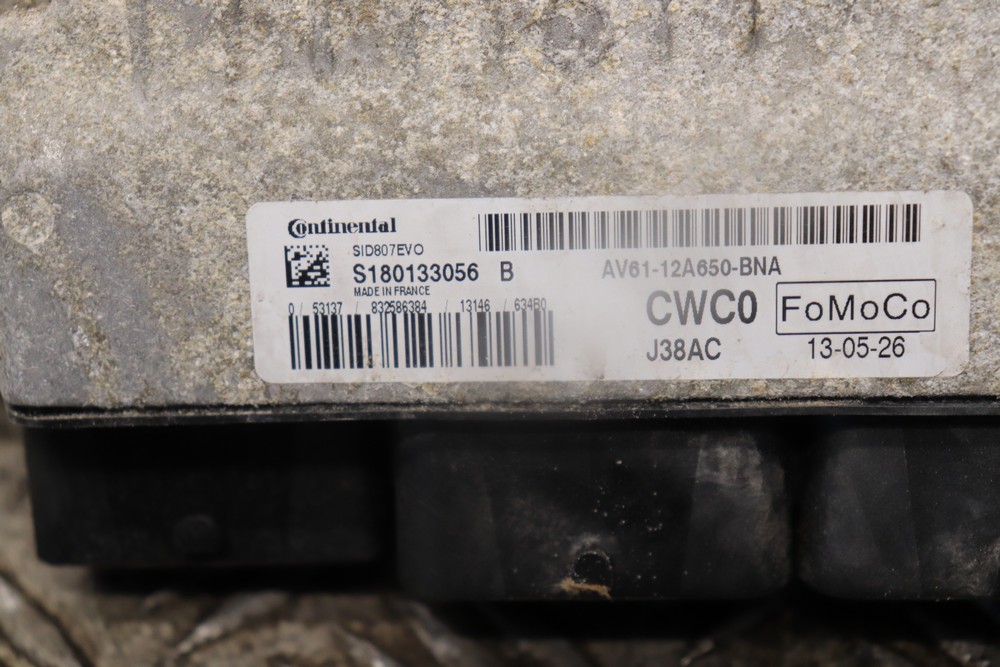 Continental
SID807EVO
S180133056 B
MADE IN FRANCE
0 / 53137 / 832586384 / 13146 / 634B0
AV61-12A650-BNA
CWC0
FoMoCo
J38AC
13-05-26